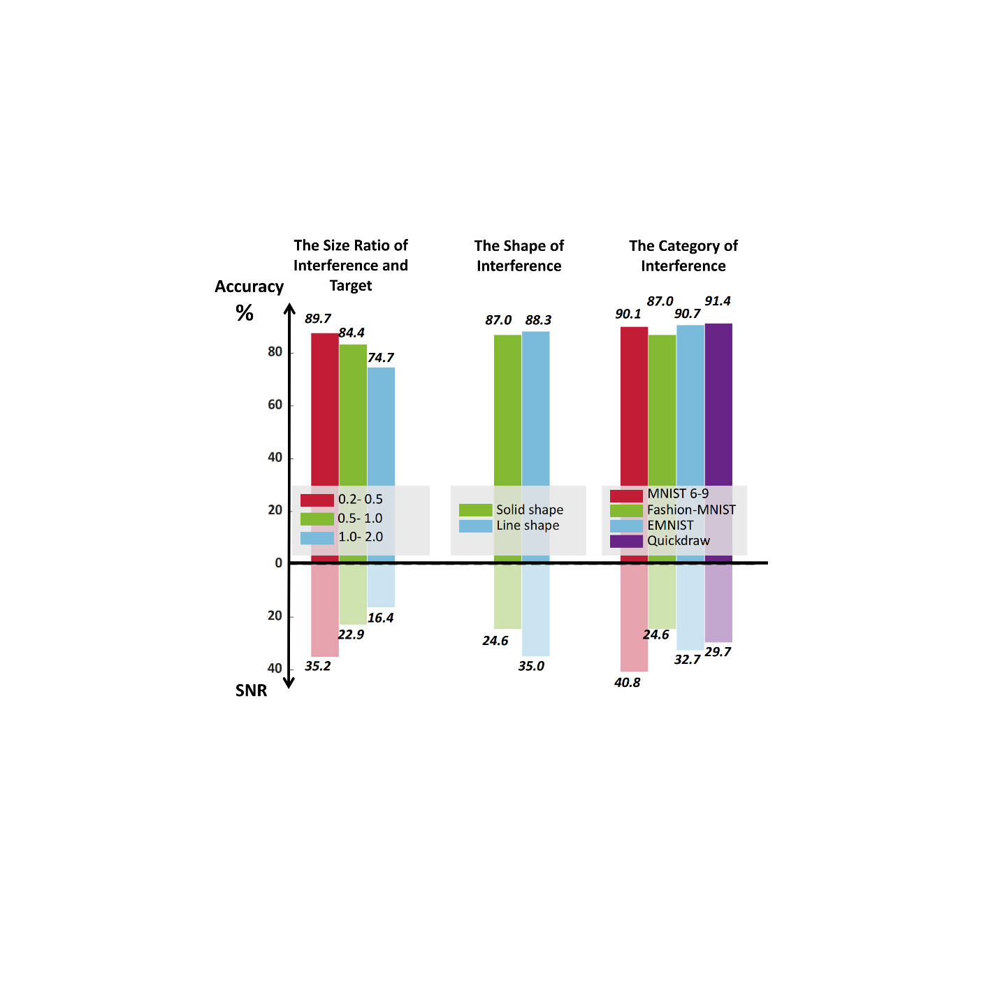 The Size Ratio of
Interference and
Target
The Shape of
Interference
The Category of
Interference
Accuracy
%
89.7
84.4
74.7
87.0
88.3
90.1
87.0
90.7
91.4
80
60
40
20
0
20
40
0.2- 0.5
0.5- 1.0
1.0- 2.0
Solid shape
Line shape
MNIST 6-9
Fashion-MNIST
EMNIST
Quickdraw
35.2
22.9
16.4
24.6
35.0
40.8
24.6
32.7
29.7
SNR